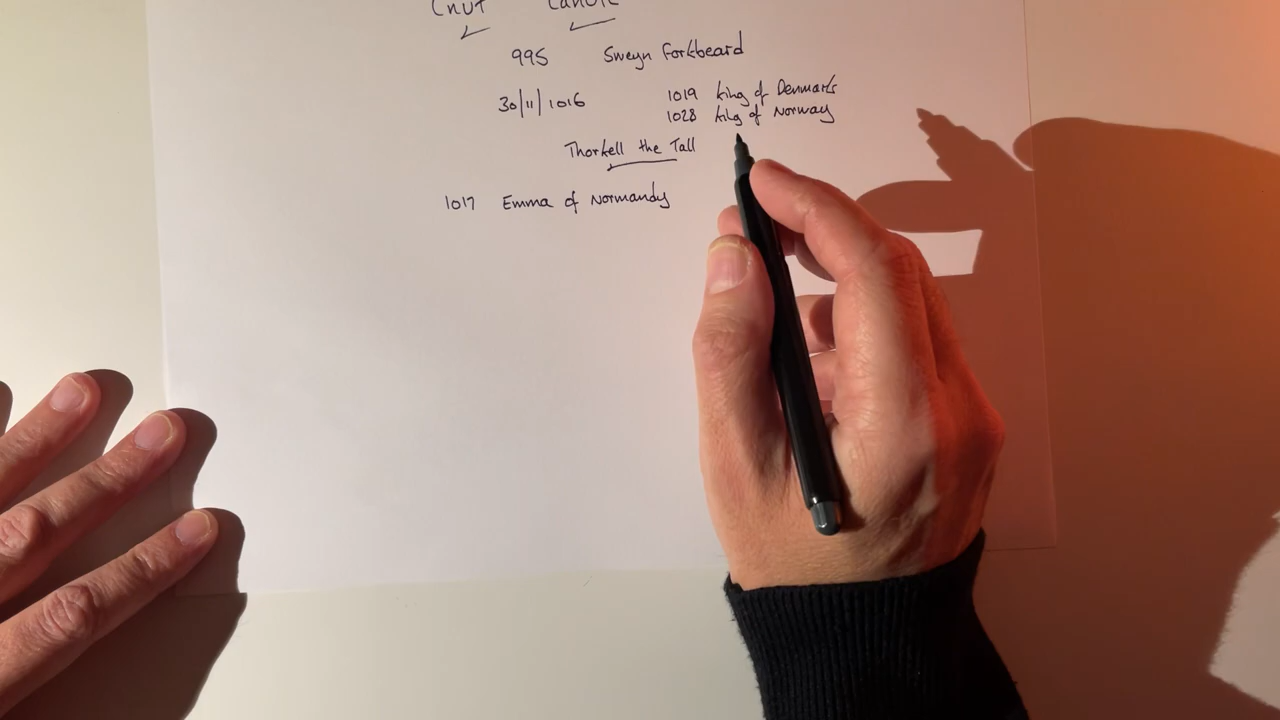 Cnut Canute
995 Sweyn Forkbeard
30/11/1016 1019 king of Denmark
1028 king of Norway
Thorkell the Tall
1017 Emma of Normandy